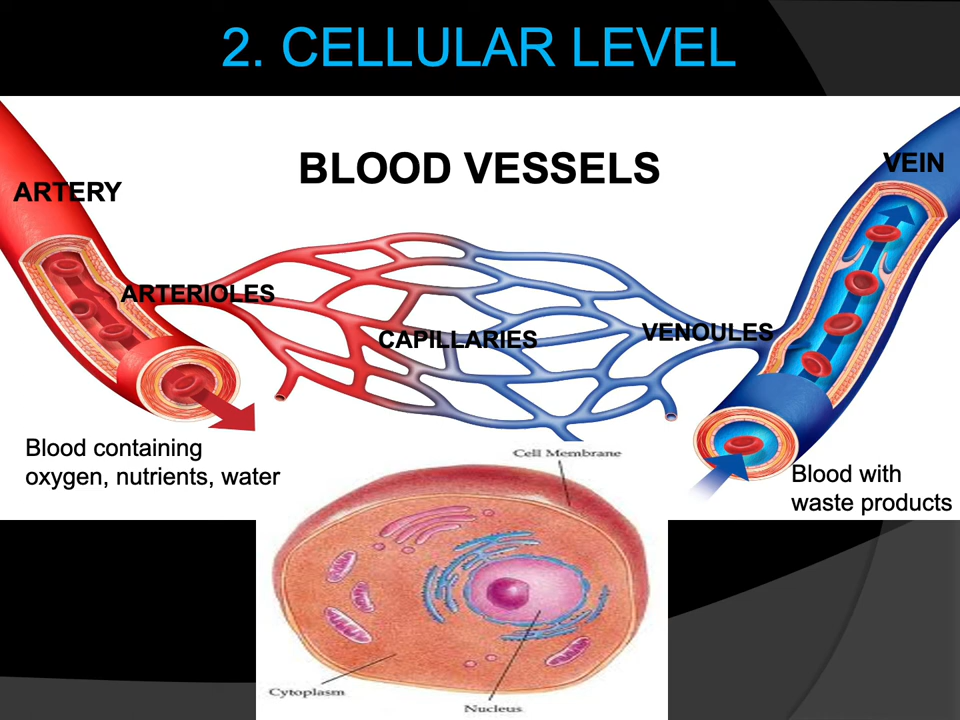 2. CELLULAR LEVEL
BLOOD VESSELS
ARTERY
VEIN
ARTERIOLES
CAPILLARIES
VENOULES
Blood containing
oxygen, nutrients, water
Blood with
waste products
Cell Membrane
Cytoplasm
Nucleus